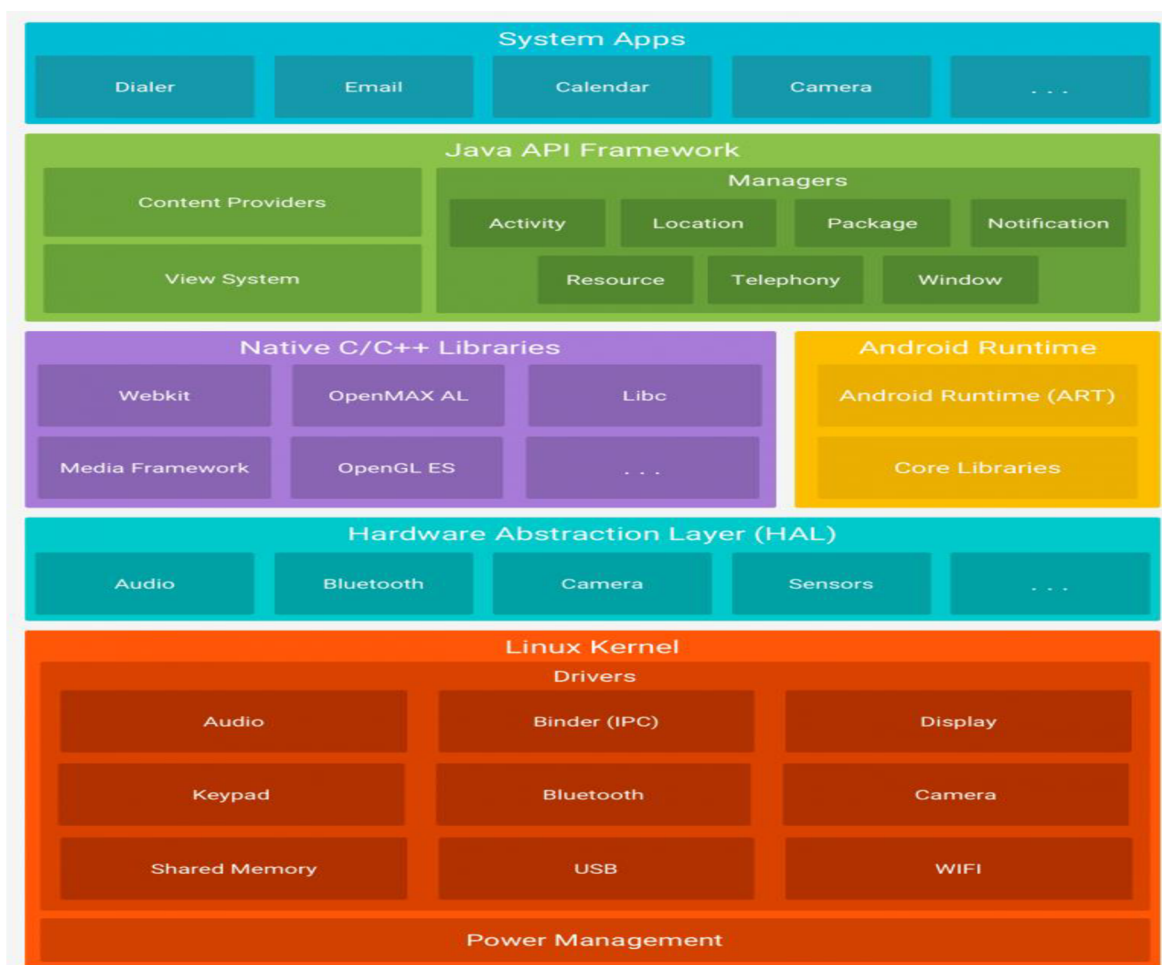 System Apps
Dialer Email Calendar Camera . . .
Java API Framework
Content Providers
View System
Managers
Activity Location Package Notification
Resource Telephony Window
Native C/C++ Libraries
Webkit OpenMAX AL Libc
Media Framework OpenGL ES . . .
Android Runtime
Android Runtime (ART)
Core Libraries
Hardware Abstraction Layer (HAL)
Audio Bluetooth Camera Sensors . . .
Linux Kernel
Drivers
Audio Binder (IPC) Display
Keypad Bluetooth Camera
Shared Memory USB WIFI
Power Management